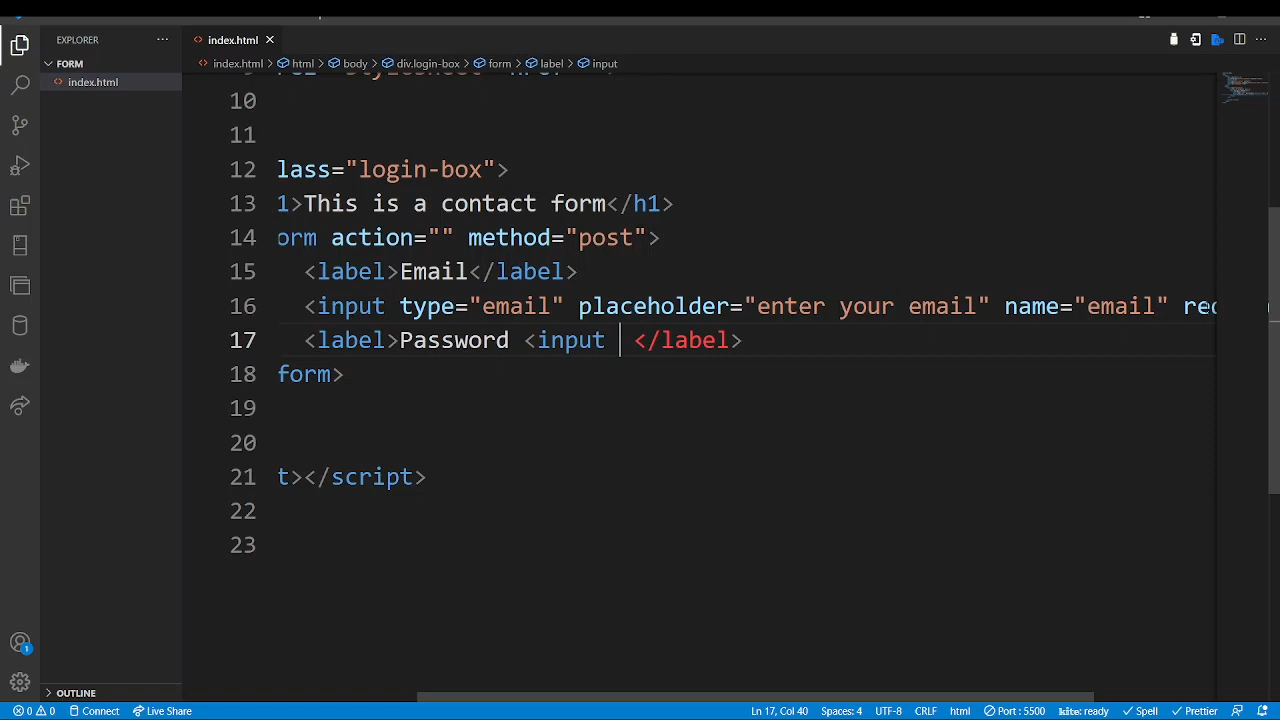 EXPLORER
FORM
index.html
OUTLINE
index.html
index.html html body div.login-box form label input
10
11
12 lass="login-box">
13 1>This is a contact form</h1>
14 orm action="" method="post">
15 <label>Email</label>
16 <input type="email" placeholder="enter your email" name="email" rec
17 <label>Password <input </label>
18 form>
19
20
21 t></script>
22
23
1
0 0 Connect Live Share Ln 17, Col 40 Spaces: 4 UTF-8 CRLF html Port : 5500 kite: ready Spell Prettier